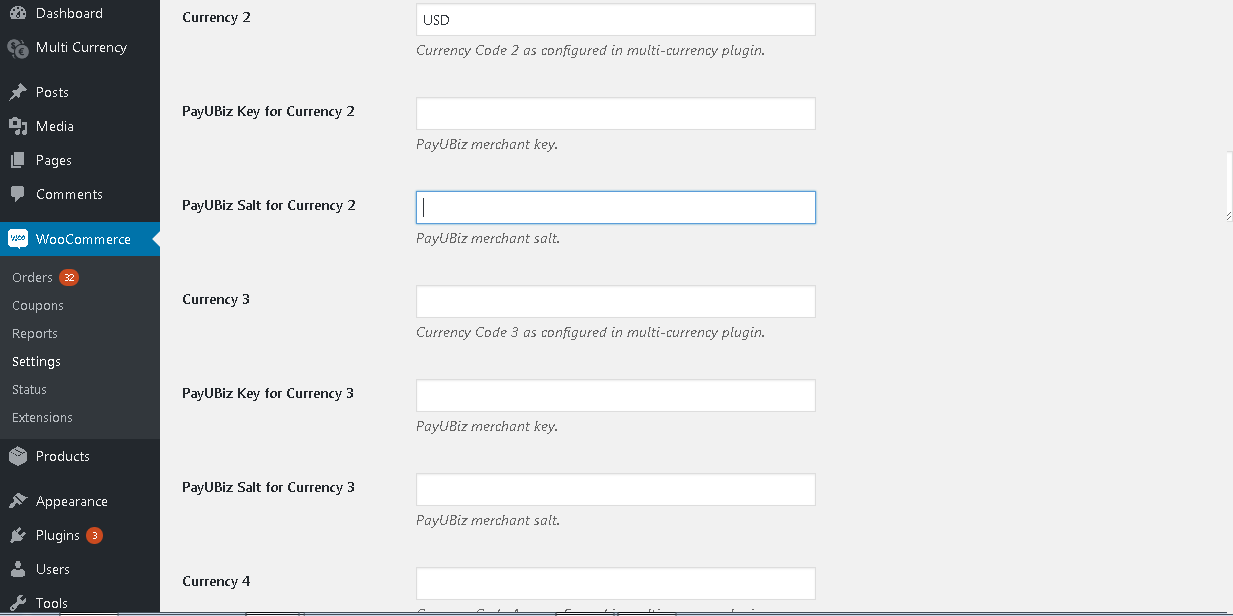 Dashboard
Multi Currency
Posts
Media
Pages
Comments
woo WooCommerce
Orders 32
Coupons
Reports
Settings
Status
Extensions
Products
Appearance
Plugins 3
Users
Tools
Currency 2
USD
Currency Code 2 as configured in multi-currency plugin.
PayUBiz Key for Currency 2
PayUBiz merchant key.
PayUBiz Salt for Currency 2
PayUBiz merchant salt.
Currency 3
Currency Code 3 as configured in multi-currency plugin.
PayUBiz Key for Currency 3
PayUBiz merchant key.
PayUBiz Salt for Currency 3
PayUBiz merchant salt.
Currency 4